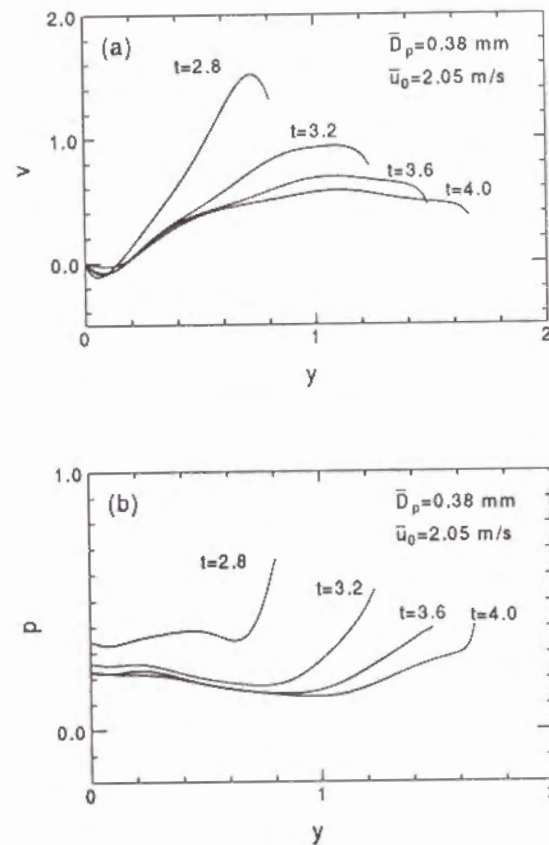 2.0
(a)
D̅p=0.38 mm
u̅0=2.05 m/s
t=2.8
t=3.2
t=3.6
t=4.0
1.0
v
0.0
0
1
2
y
1.0
(b)
D̅p=0.38 mm
u̅0=2.05 m/s
t=2.8
t=3.2
t=3.6
t=4.0
p
0.0
0
1
y